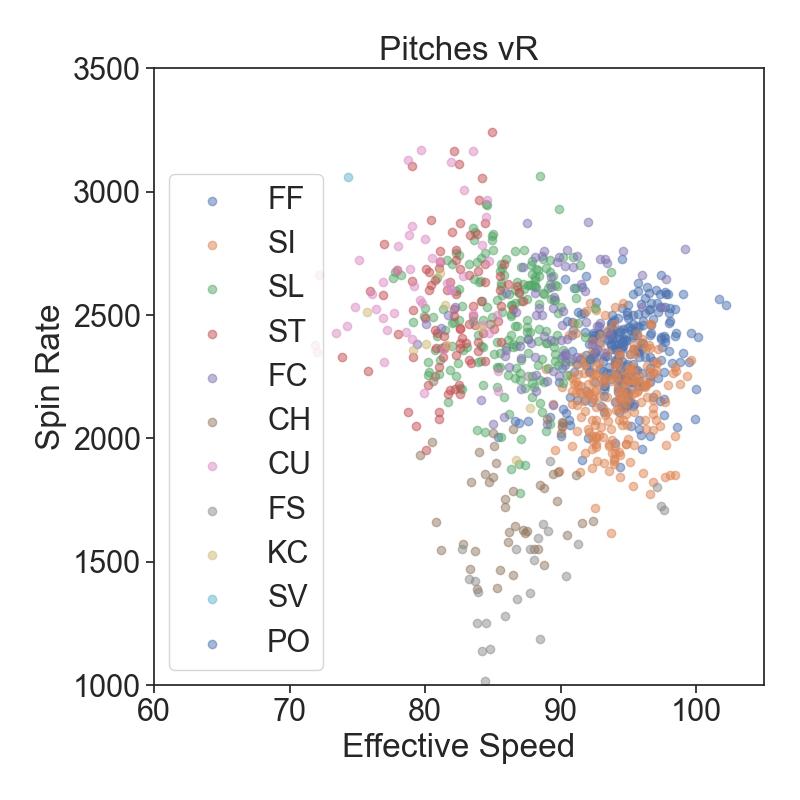 Pitches vR
3500
3000
2500
2000
1500
1000
Spin Rate
FF
SI
SL
ST
FC
CH
CU
FS
KC
SV
PO
60
70
80
90
100
Effective Speed